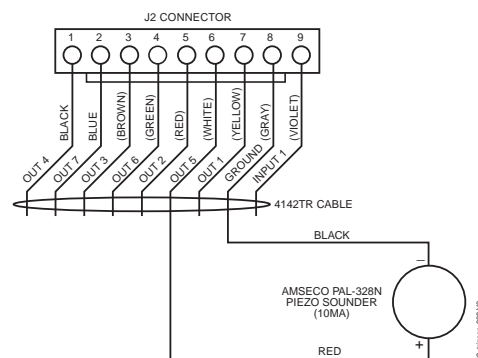 J2 CONNECTOR
1 2 3 4 5 6 7 8 9
BLACK
BLUE
(BROWN)
(GREEN)
(RED)
(WHITE)
(YELLOW)
(GRAY)
(VIOLET)
OUT 4
OUT 7
OUT 3
OUT 6
OUT 2
OUT 5
OUT 1
GROUND
INPUT 1
4142TR CABLE
BLACK
–
AMSECO PAL-328N
PIEZO SOUNDER
(10MA)
+
RED